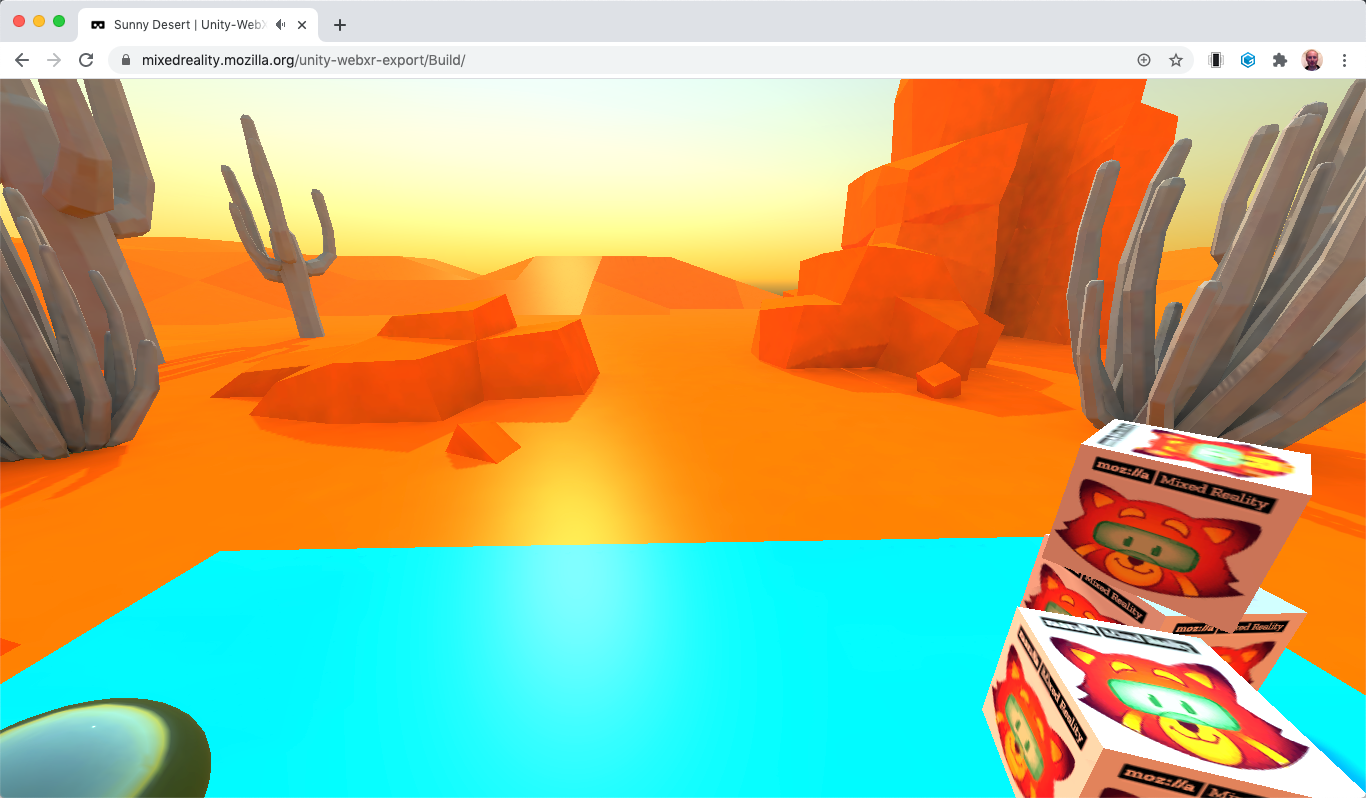 Sunny Desert | Unity-Web
mixedreality.mozilla.org/unity-webxr-export/Build/
moz://a | Mixed Reality
Mixed Reality
moz://a
Mixed Reality
Mixed Reality
moz://a